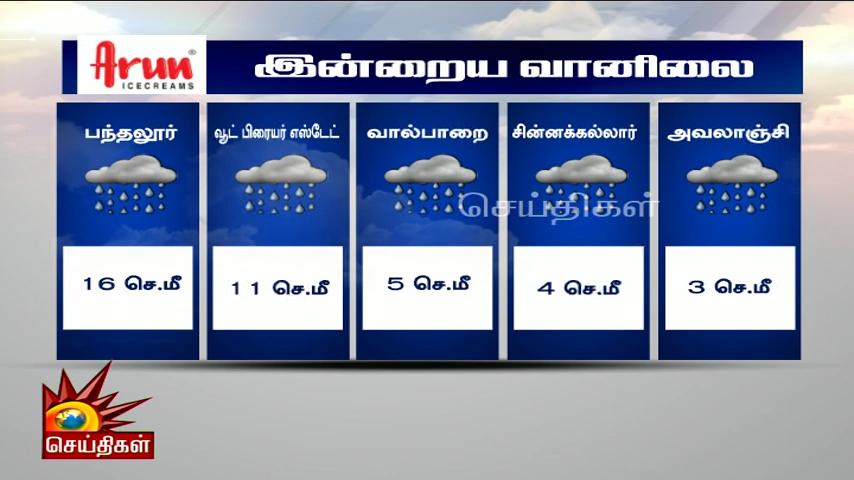 Arun
ICECREAMS
இன்றைய வானிலை
பந்தலூர்
16 செ.மீ
வூட் பிரையர் எஸ்டேட்
11 செ.மீ
வால்பாறை
5 செ.மீ
சின்னக்கல்லார்
4 செ.மீ
அவலாஞ்சி
3 செ.மீ
செய்திகள்
செய்திகள்